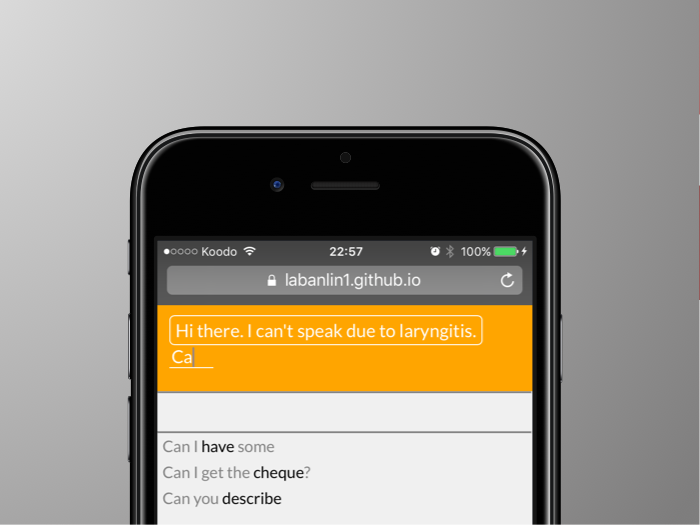 Koodo 22:57 100%
labanlin1.github.io
Hi there. I can't speak due to laryngitis.
Ca
Can I have some
Can I get the cheque?
Can you describe